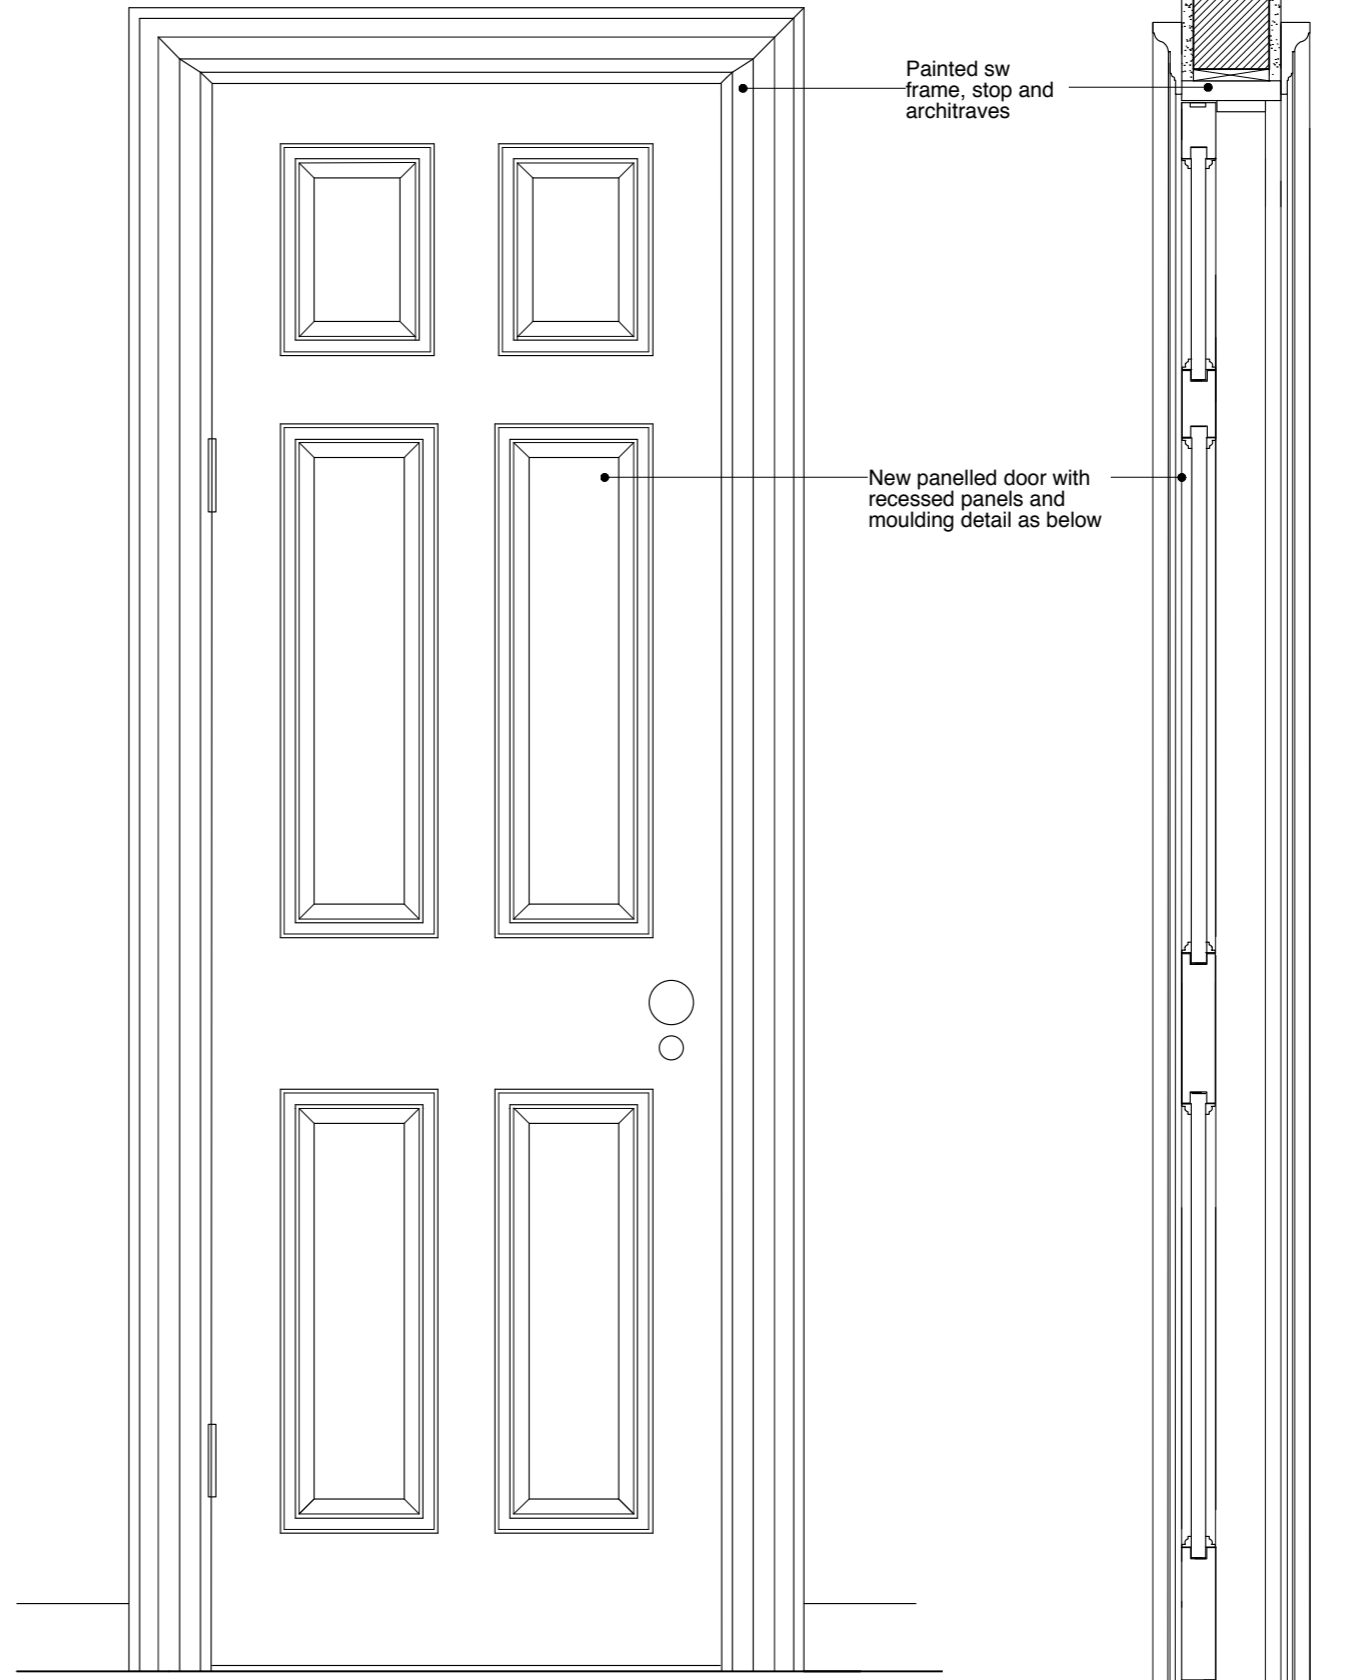 Painted sw
frame, stop and
architraves
New panelled door with
recessed panels and
moulding detail as below